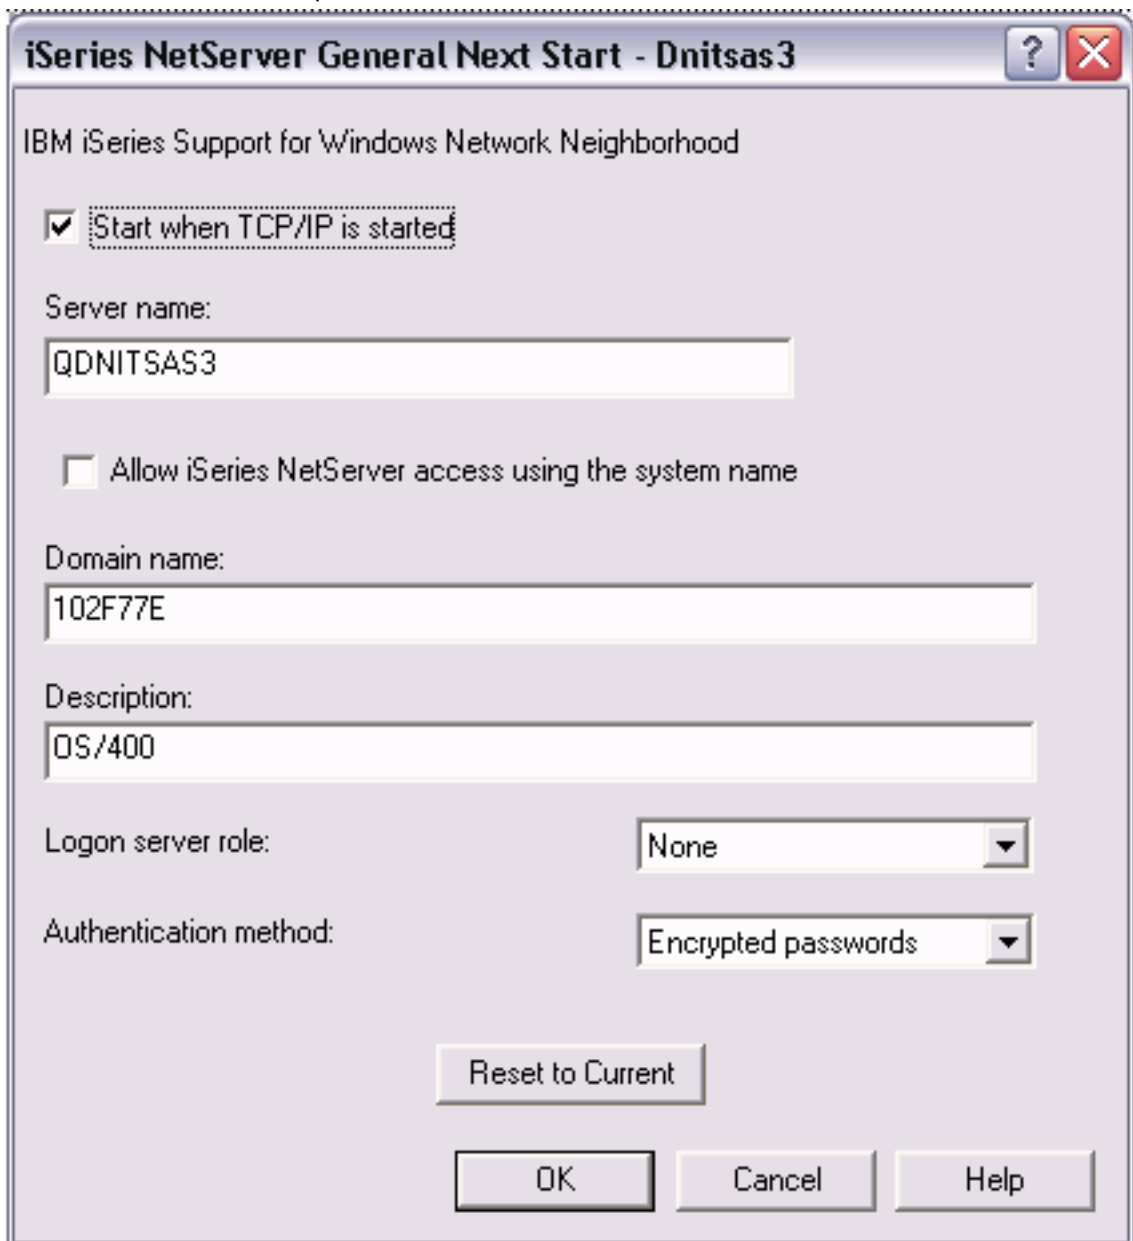 iSeries NetServer General Next Start - Dnitsas3
?
IBM iSeries Support for Windows Network Neighborhood
Start when TCP/IP is started
Server name:
QDNITSAS3
Allow iSeries NetServer access using the system name
Domain name:
102F77E
Description:
OS/400
Logon server role:
None
Authentication method:
Encrypted passwords
Reset to Current
OK Cancel Help